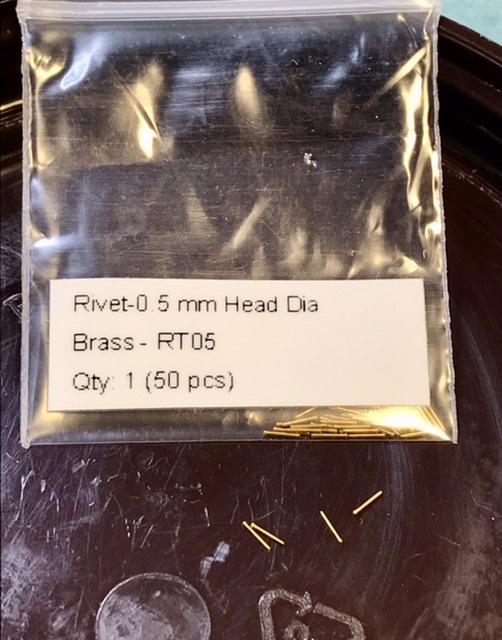 Rivet-0.5 mm Head Dia
Brass - RT05
Qty: 1 (50 pcs)